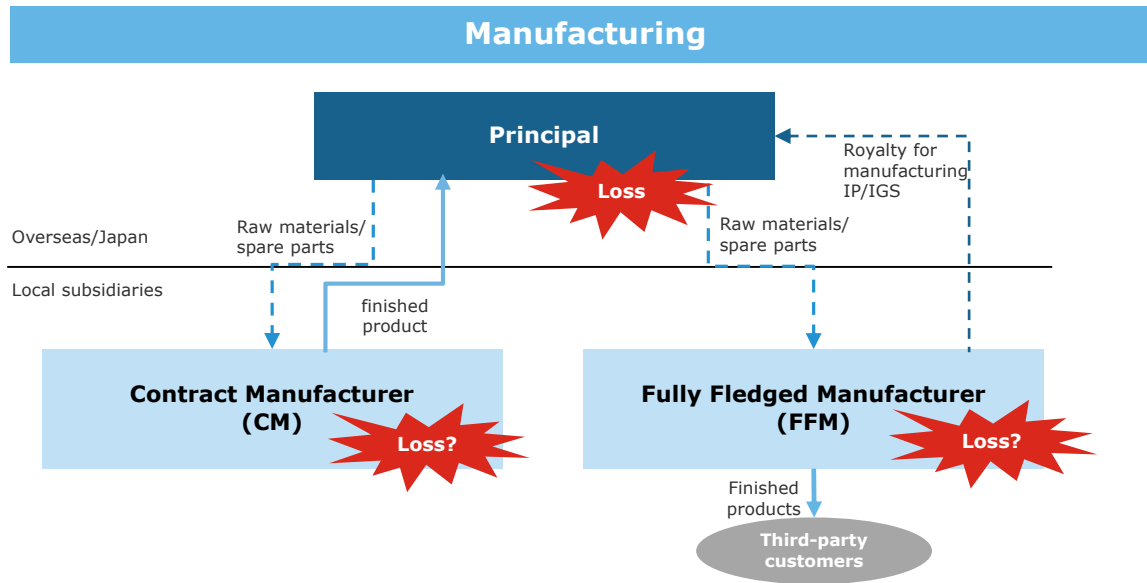 Manufacturing
Principal
Loss
Royalty for
manufacturing
IP/IGS
Raw materials/
spare parts
Raw materials/
spare parts
Overseas/Japan
Local subsidiaries
finished
product
Contract Manufacturer
(CM)
Loss?
Fully Fledged Manufacturer
(FFM)
Loss?
Finished
products
Third-party
customers